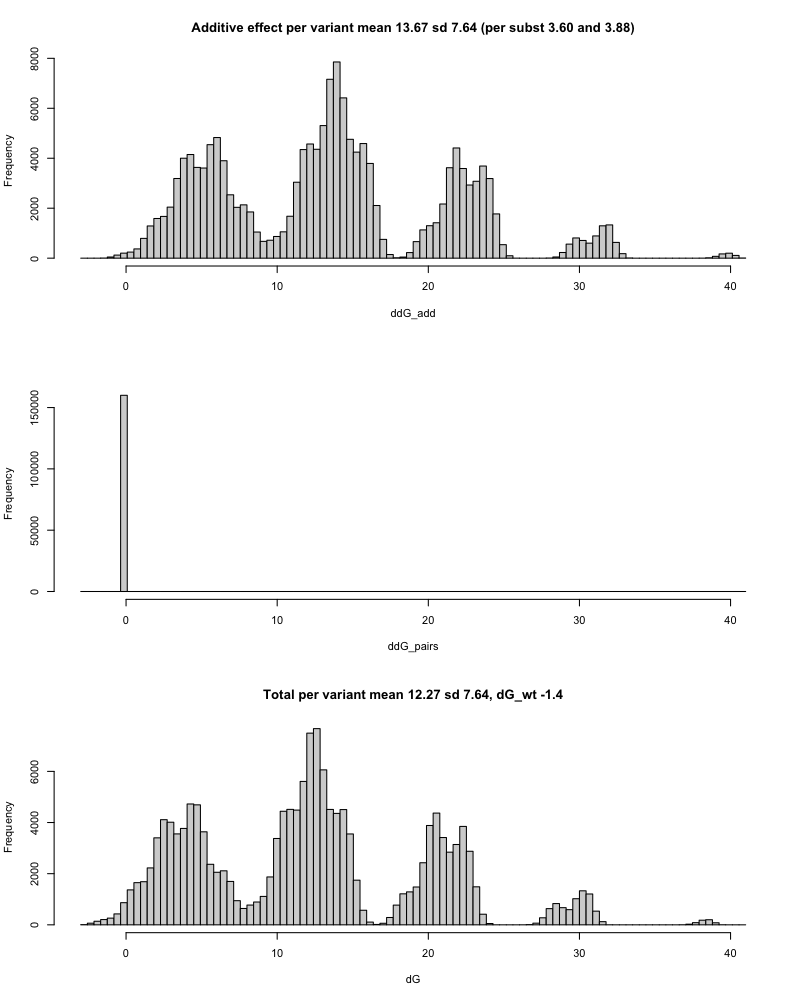 Additive effect per variant mean 13.67 sd 7.64 (per subst 3.60 and 3.88)
Frequency
0 2000 4000 6000 8000
0 10 20 30 40
ddG_add
Frequency
0 50000 100000 150000
0 10 20 30 40
ddG_pairs
Total per variant mean 12.27 sd 7.64, dG_wt -1.4
Frequency
0 2000 4000 6000
0 10 20 30 40
dG